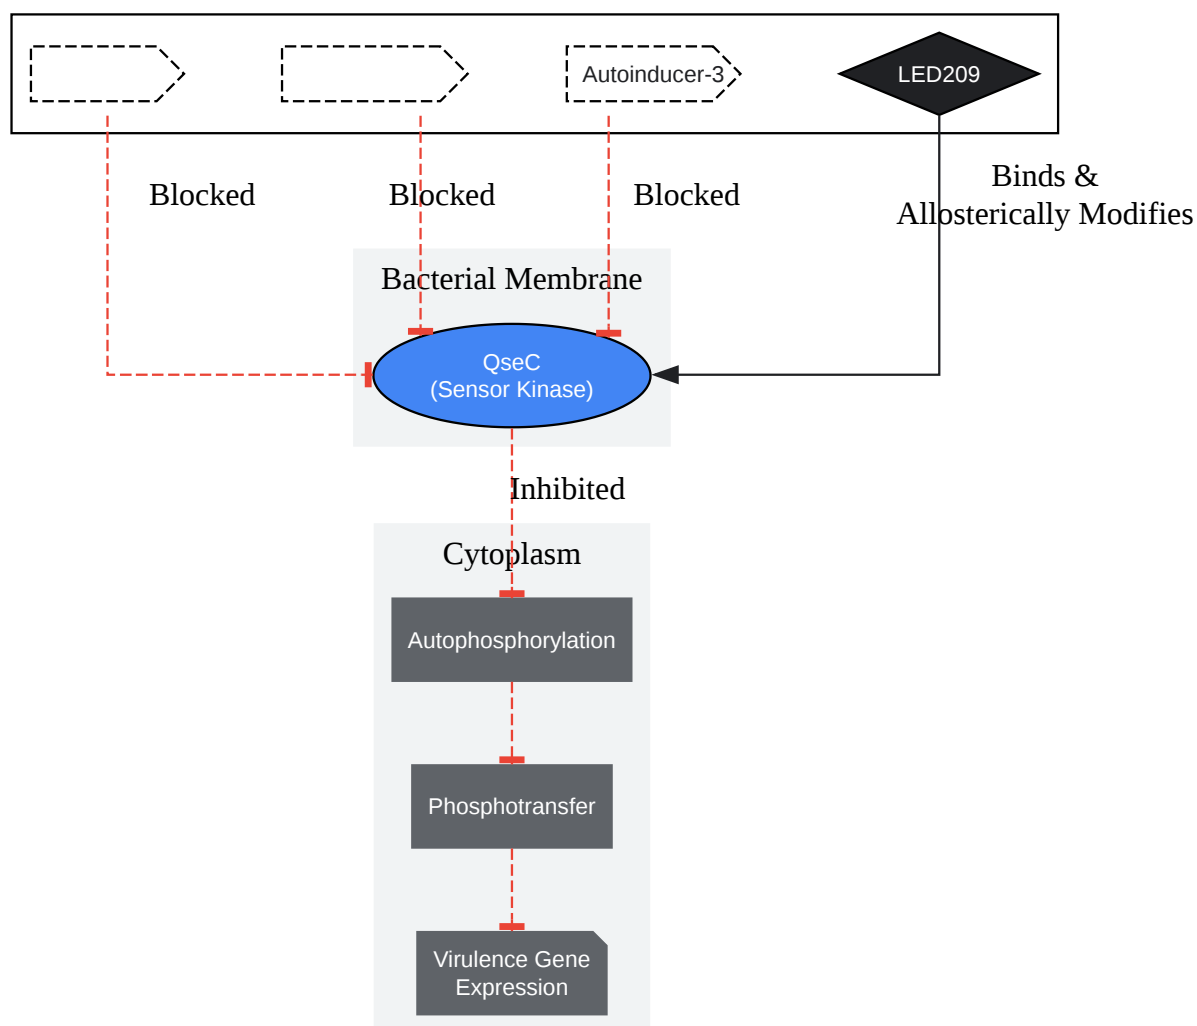 Autoinducer-3
LED209
Blocked
Blocked
Blocked
Binds &
Allosterically Modifies
Bacterial Membrane
QseC
(Sensor Kinase)
Inhibited
Cytoplasm
Autophosphorylation
Phosphotransfer
Virulence Gene
Expression